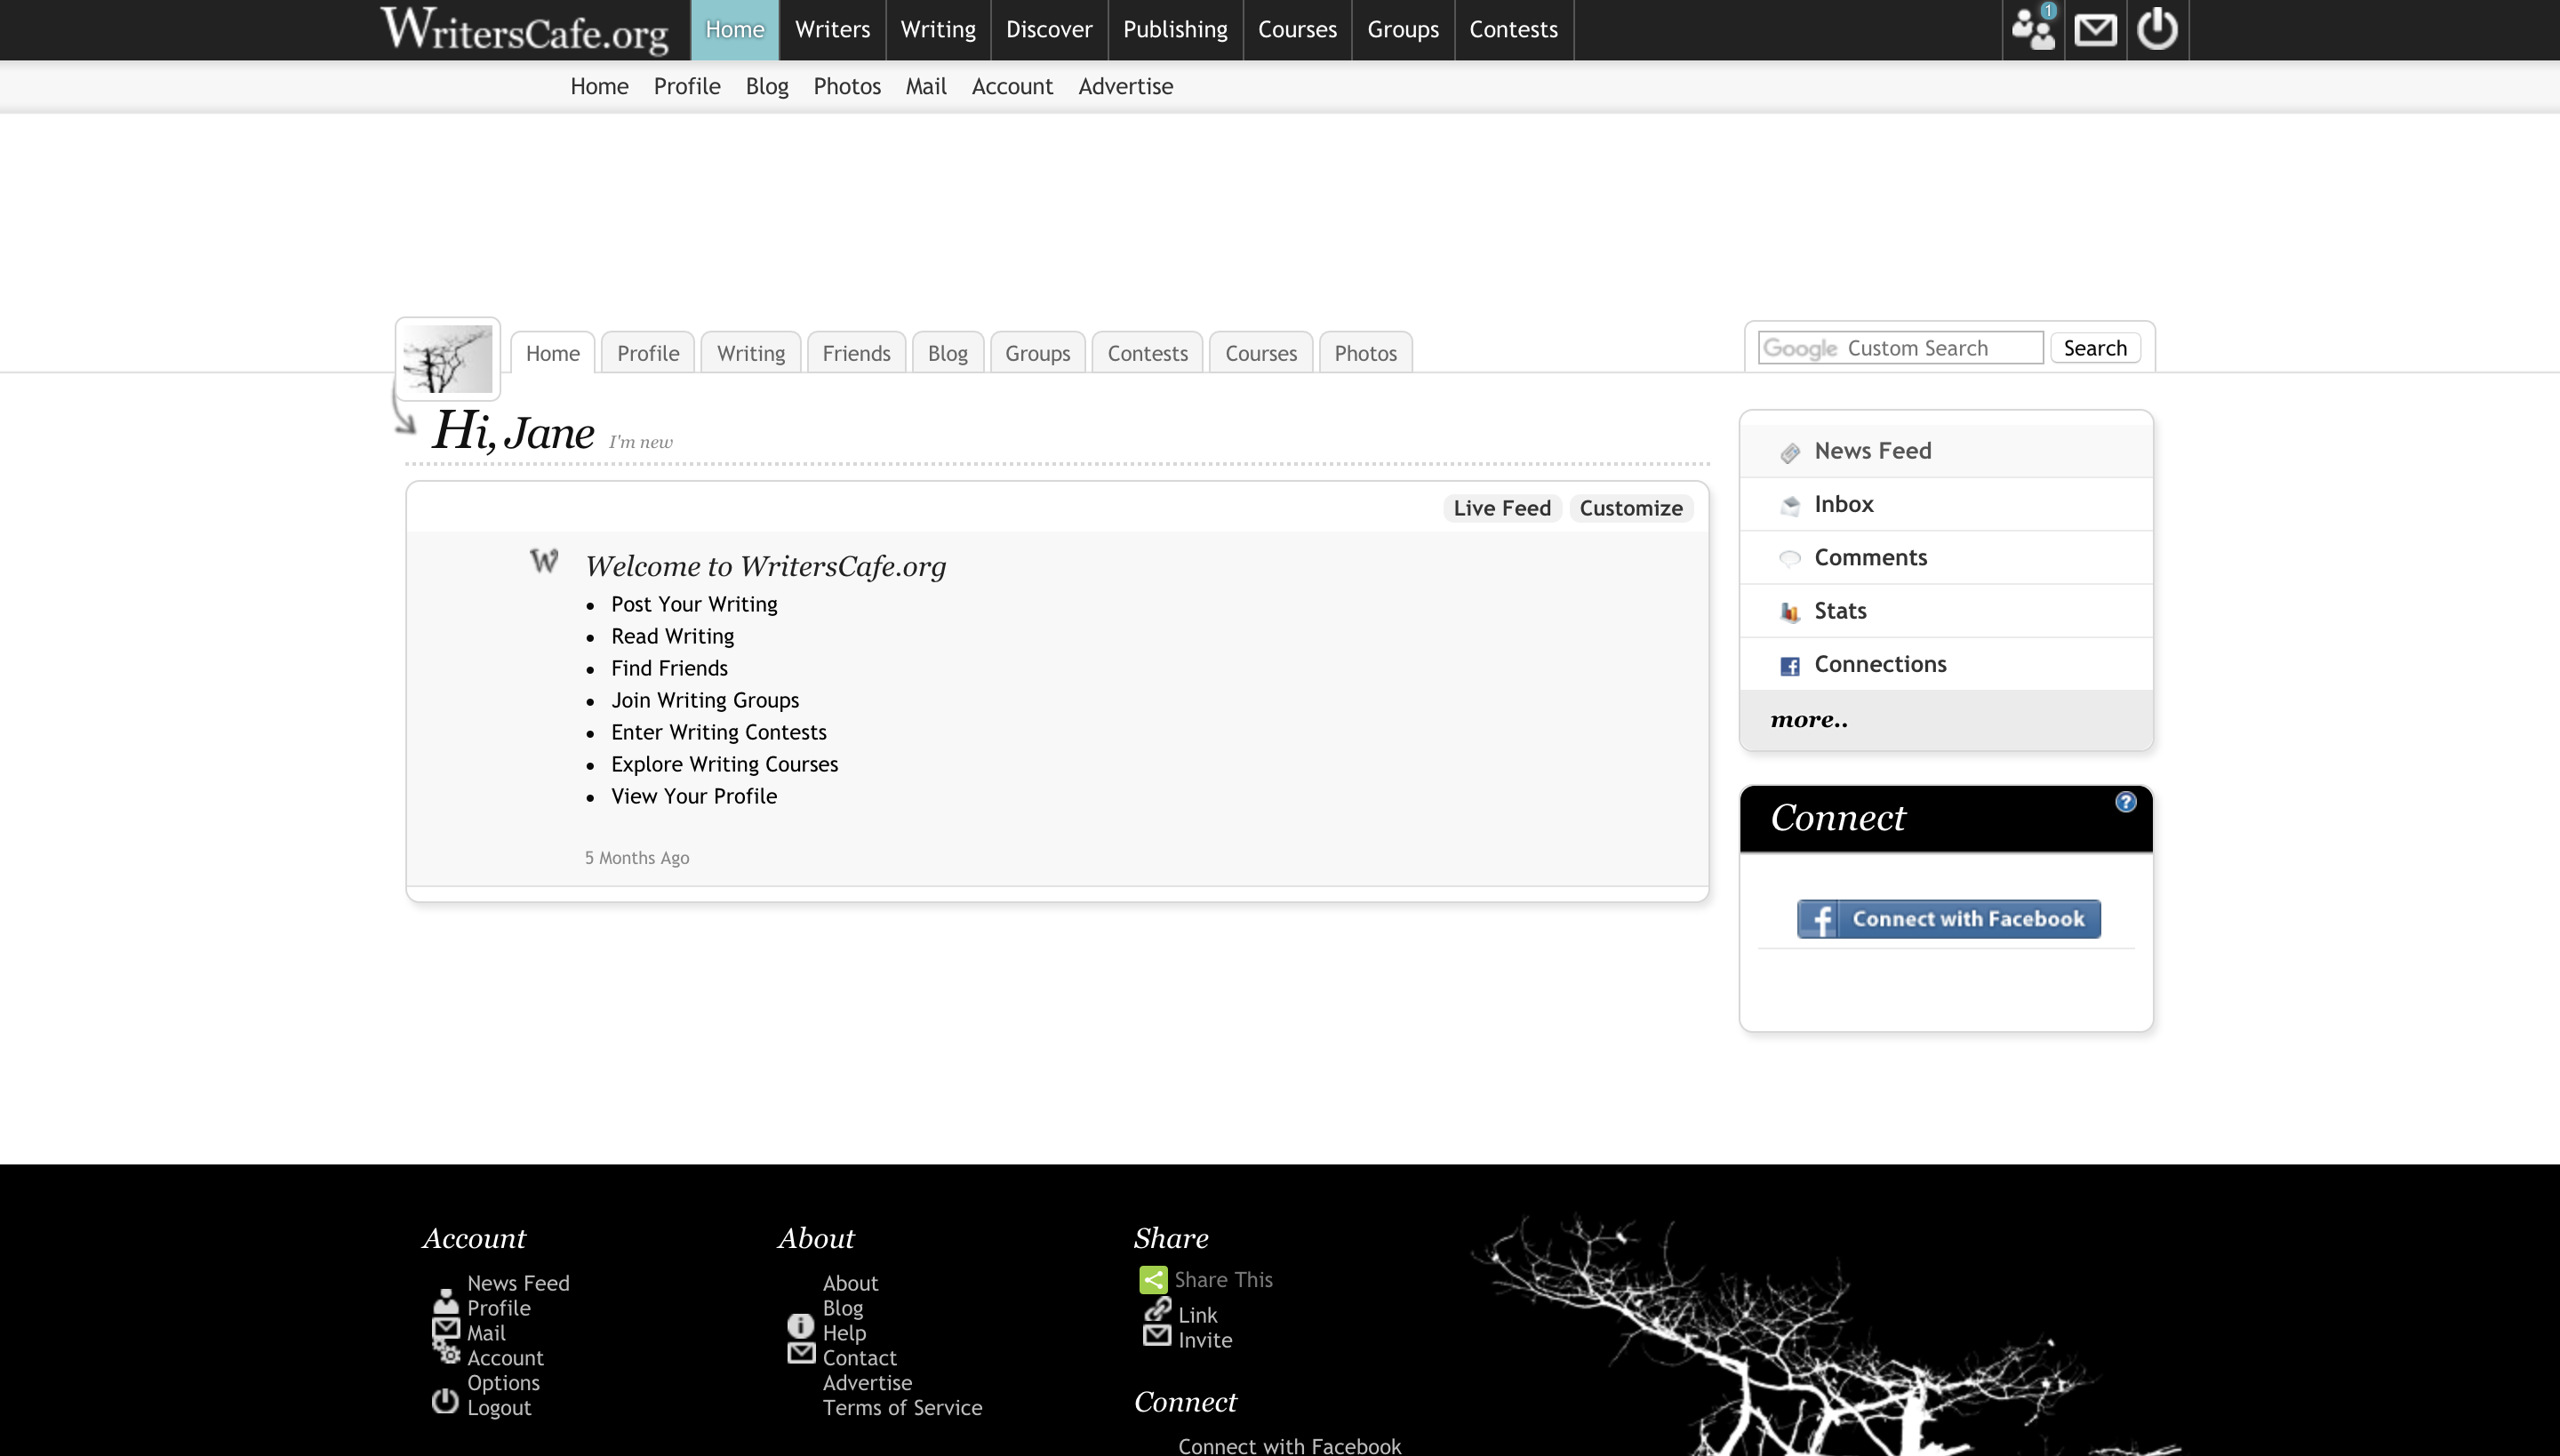 WritersCafe.org Home Writers Writing Discover Publishing Courses Groups Contests 1
Home Profile Blog Photos Mail Account Advertise
Home Profile Writing Friends Blog Groups Contests Courses Photos
Google Custom Search Search
Hi, Jane I'm new
Live Feed Customize
W Welcome to WritersCafe.org
• Post Your Writing
• Read Writing
• Find Friends
• Join Writing Groups
• Enter Writing Contests
• Explore Writing Courses
• View Your Profile
5 Months Ago
News Feed
Inbox
Comments
Stats
Connections
more..
Connect ?
f Connect with Facebook
Account
News Feed
Profile
Mail
Account
Options
Logout
About
About
Blog
Help
Contact
Advertise
Terms of Service
Share
Share This
Link
Invite
Connect
Connect with Facebook